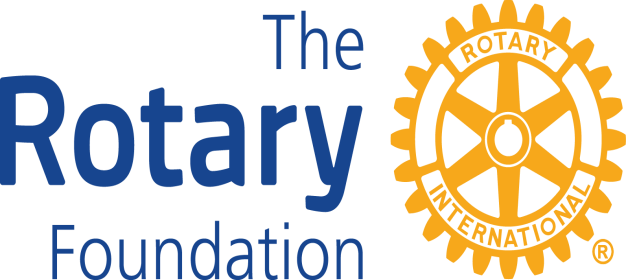 The
Rotary
Foundation
ROTARY
INTERNATIONAL
®